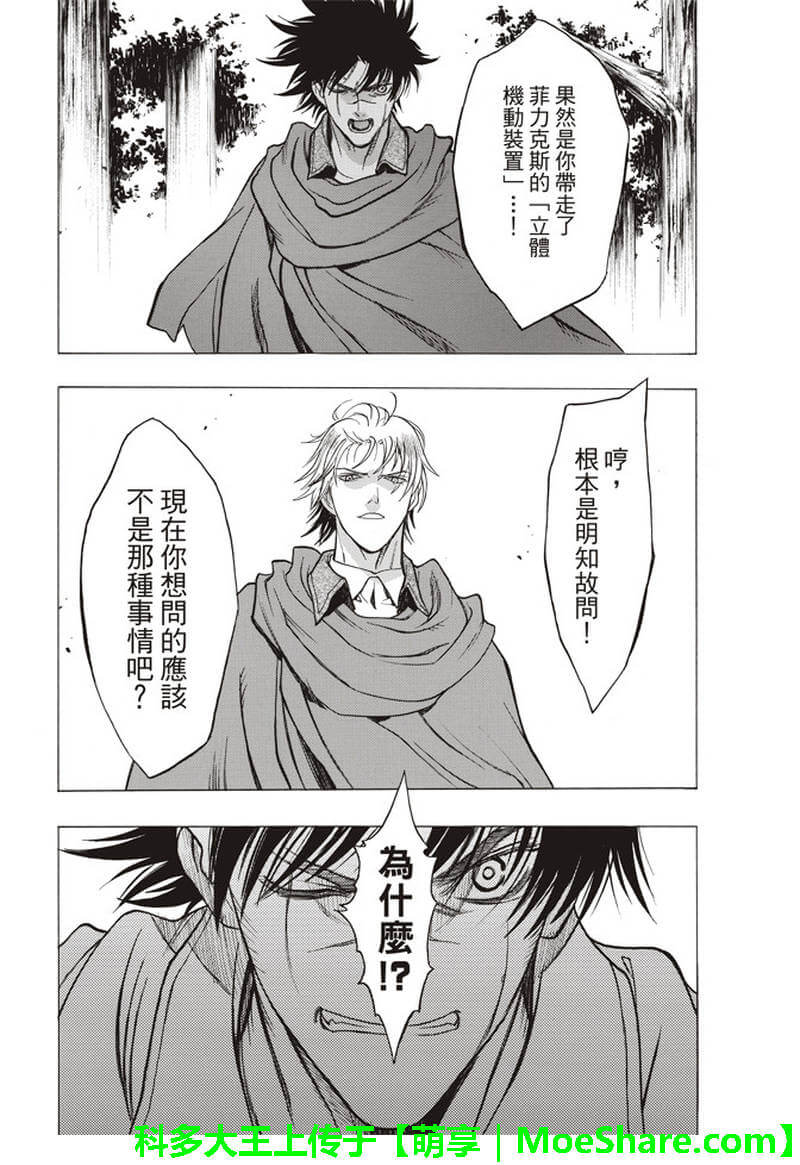 果然是你帶走了
菲力克斯的「立體
機動裝置」…!
哼，
根本是明知故問！
現在你想問的應該
不是那種事情吧？
為什麼!?
科多大王上传于【萌享 | MoeShare.com】